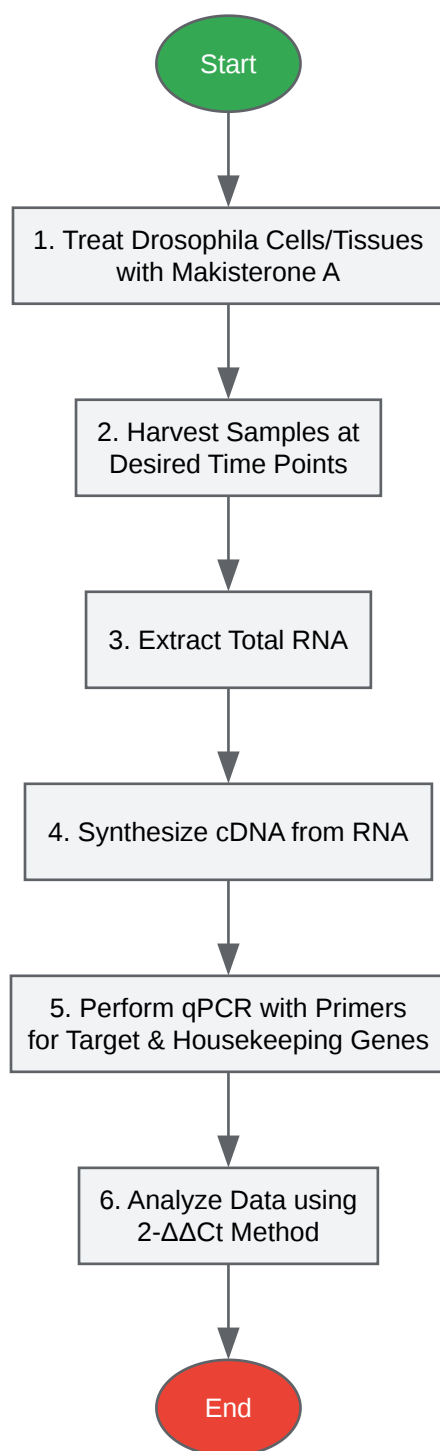 Start
1. Treat Drosophila Cells/Tissues
with Makisterone A
2. Harvest Samples at
Desired Time Points
3. Extract Total RNA
4. Synthesize cDNA from RNA
5. Perform qPCR with Primers
for Target & Housekeeping Genes
6. Analyze Data using
2-ΔΔCt Method
End